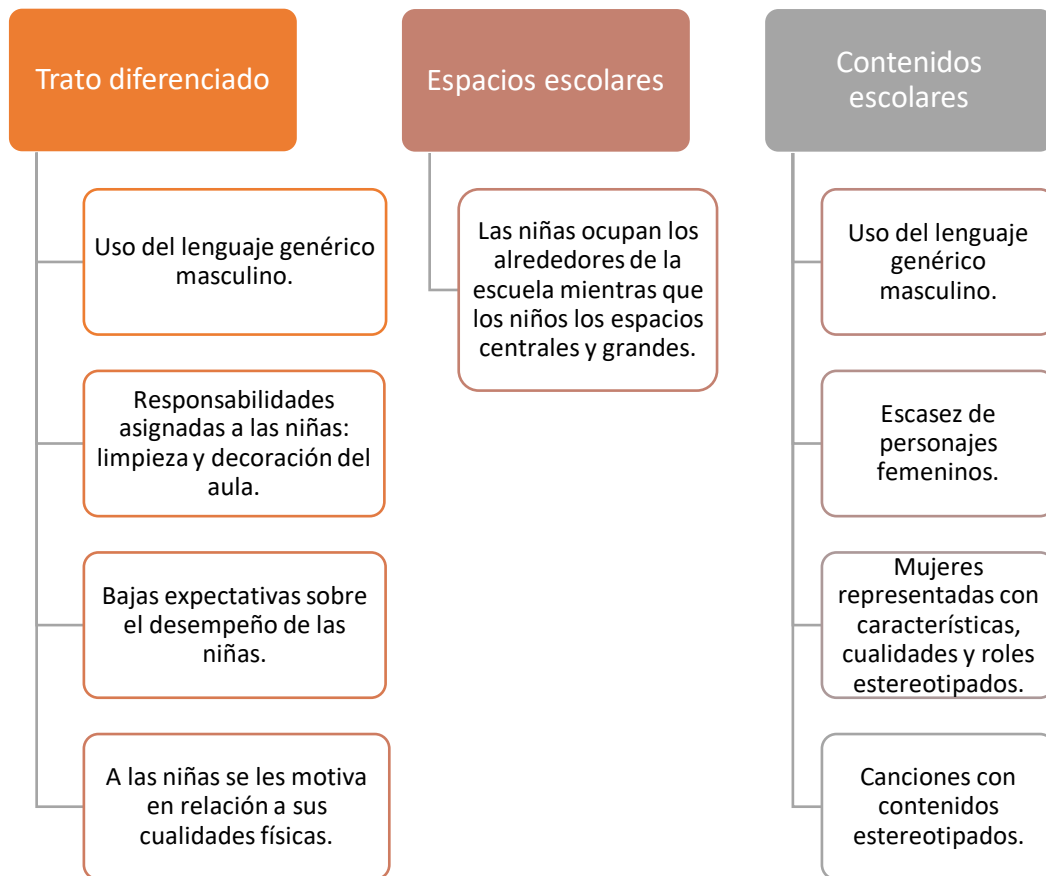 Trato diferenciado
Uso del lenguaje genérico
masculino.
Responsabilidades
asignadas a las niñas:
limpieza y decoración del
aula.
Bajas expectativas sobre
el desempeño de las
niñas.
A las niñas se les motiva
en relación a sus
cualidades físicas.
Espacios escolares
Las niñas ocupan los
alrededores de la
escuela mientras que
los niños los espacios
centrales y grandes.
Contenidos
escolares
Uso del lenguaje
genérico
masculino.
Escasez de
personajes
femeninos.
Mujeres
representadas con
características,
cualidades y roles
estereotipados.
Canciones con
contenidos
estereotipados.